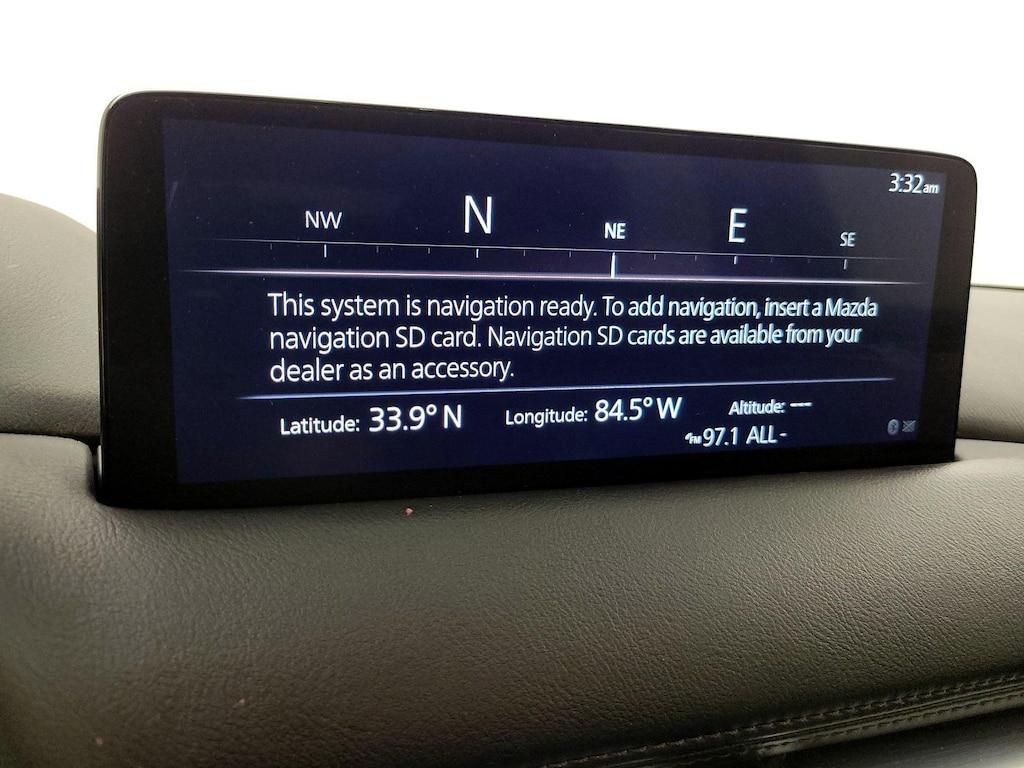 3:32am
NW N NE E SE
This system is navigation ready. To add navigation, insert a Mazda
navigation SD card. Navigation SD cards are available from your
dealer as an accessory.
Latitude: 33.9° N Longitude: 84.5° W Altitude: ---
FM 97.1 ALL -